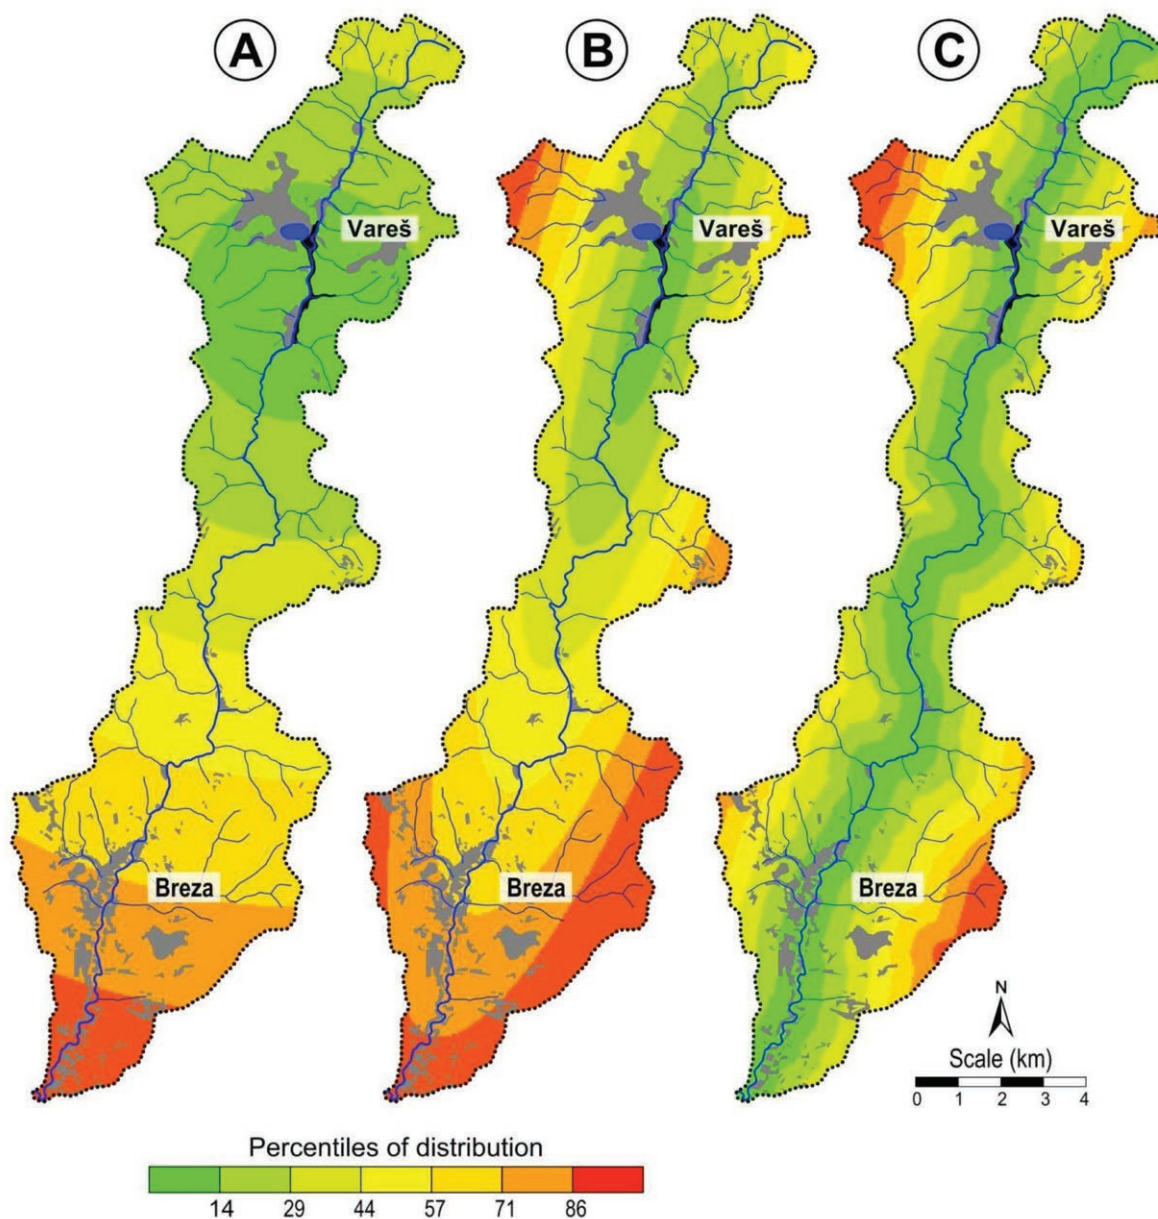 A
B
C
Vareš
Vareš
Vareš
Breza
Breza
Breza
N
Scale (km)
0 1 2 3 4
Percentiles of distribution
14 29 44 57 71 86